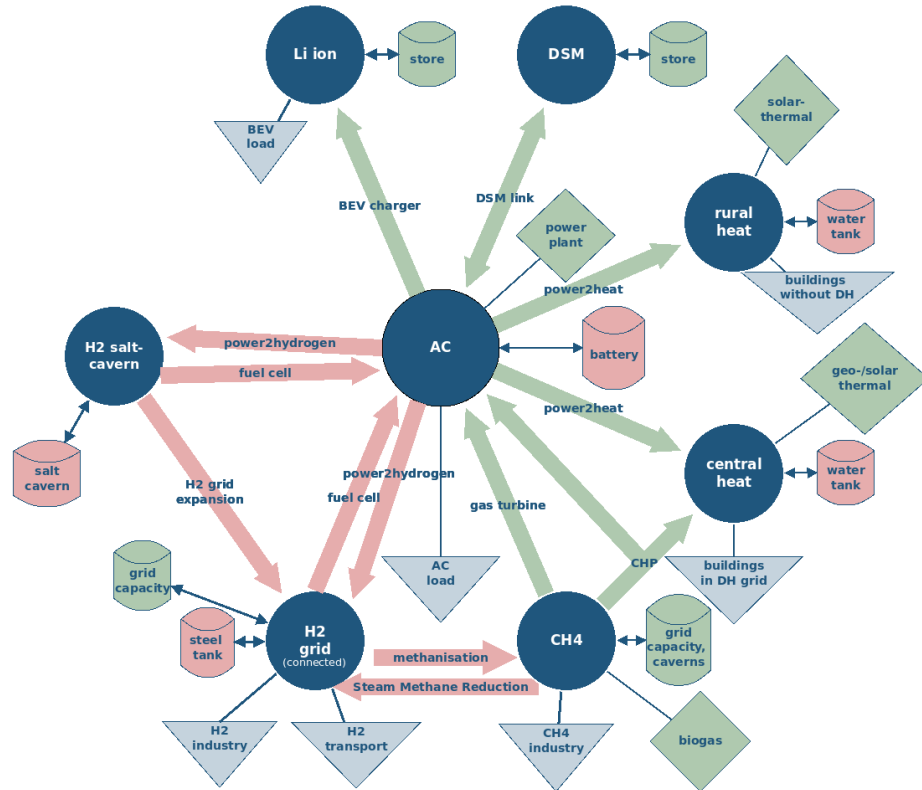 Li ion
store
DSM
store
solar-
thermal
BEV
load
BEV charger
DSM link
power
plant
rural
heat
water
tank
buildings
without DH
power2heat
H2 salt-
cavern
power2hydrogen
fuel cell
AC
battery
geo-/solar
thermal
power2heat
salt
cavern
H2 grid
expansion
power2hydrogen
fuel cell
gas turbine
central
heat
water
tank
grid
capacity
AC
load
CHP
buildings
in DH grid
steel
tank
H2
grid
(connected)
methanisation
Steam Methane Reduction
CH4
grid
capacity,
caverns
H2
industry
H2
transport
CH4
industry
biogas